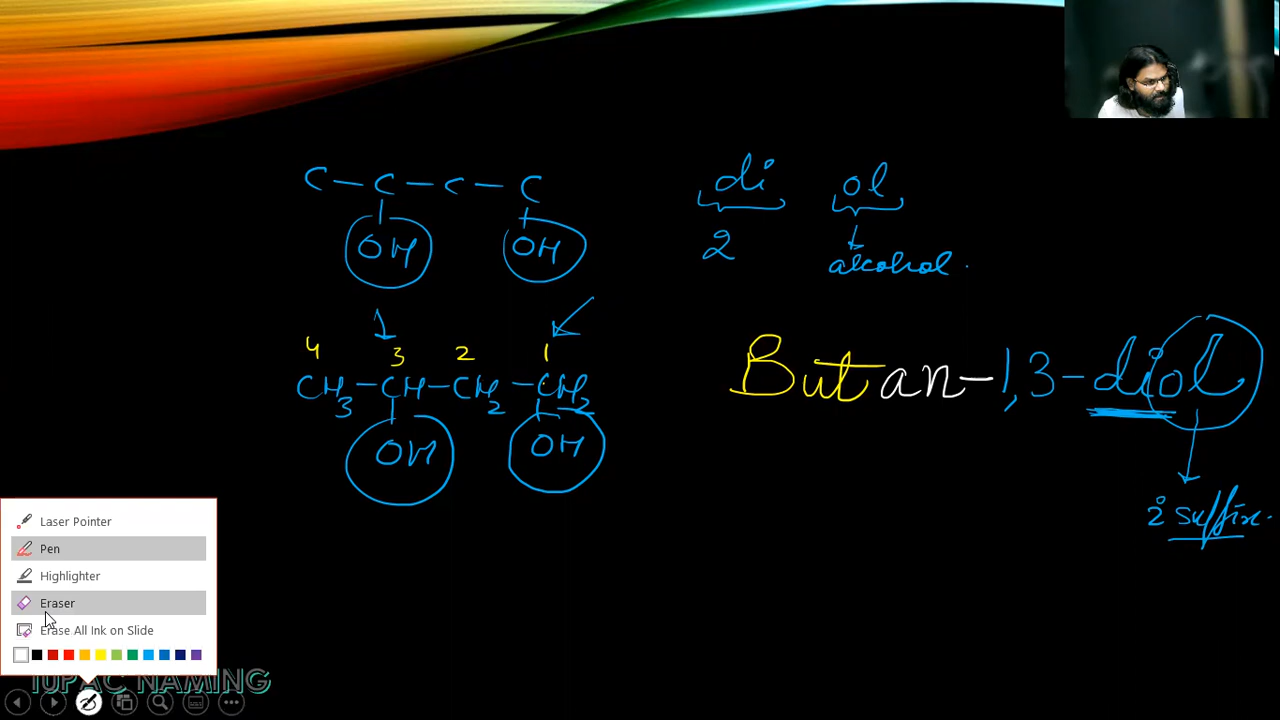 C - C - C - C
OH OH
di ol
2 alcohol.
4 3 2 1
CH3 - CH - CH2 - CH2
OH OH
Butan-1,3-diol
2° suffix.
Laser Pointer
Pen
Highlighter
Eraser
Erase All Ink on Slide
IUPAC NAMING